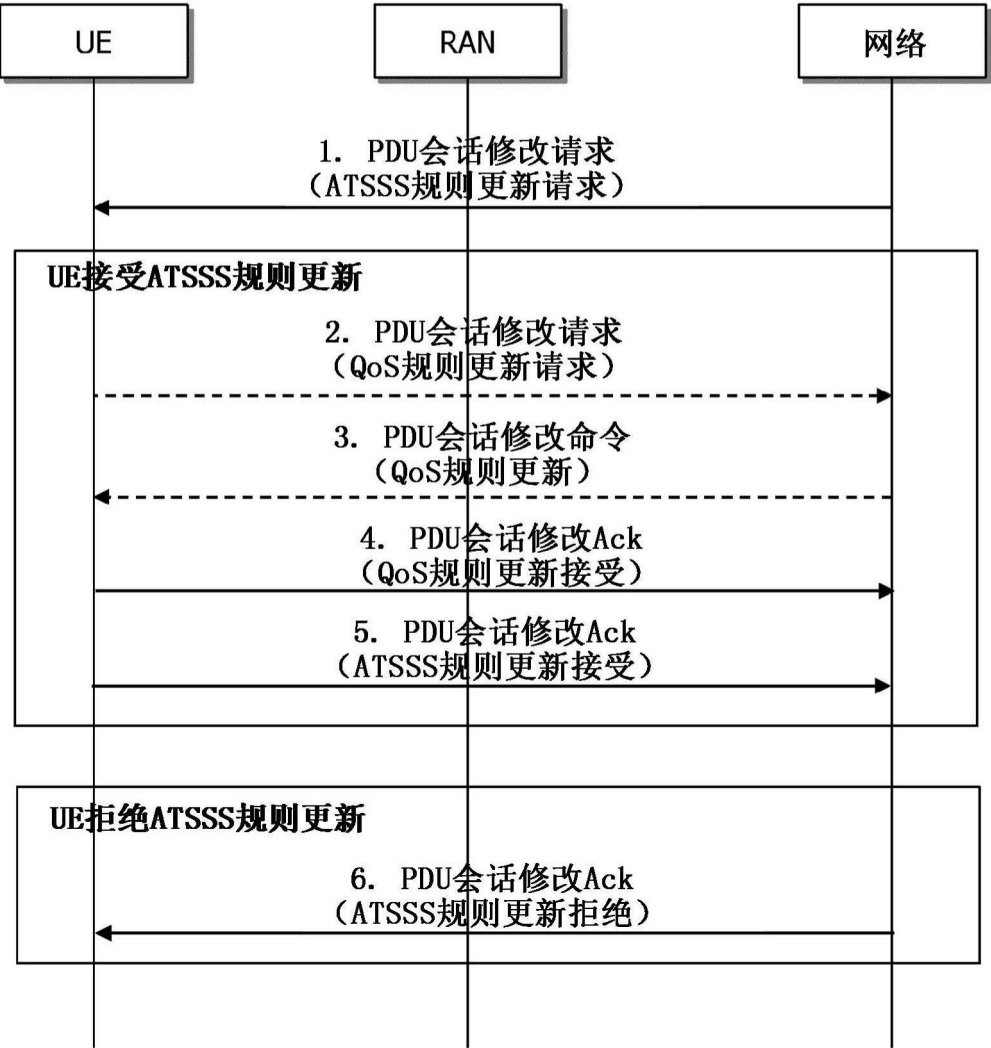 UE
RAN
网络
1. PDU会话修改请求
（ATSSS规则更新请求）
UE接受ATSSS规则更新
2. PDU会话修改请求
（QoS规则更新请求）
3. PDU会话修改命令
（QoS规则更新）
4. PDU会话修改Ack
（QoS规则更新接受）
5. PDU会话修改Ack
（ATSSS规则更新接受）
UE拒绝ATSSS规则更新
6. PDU会话修改Ack
（ATSSS规则更新拒绝）